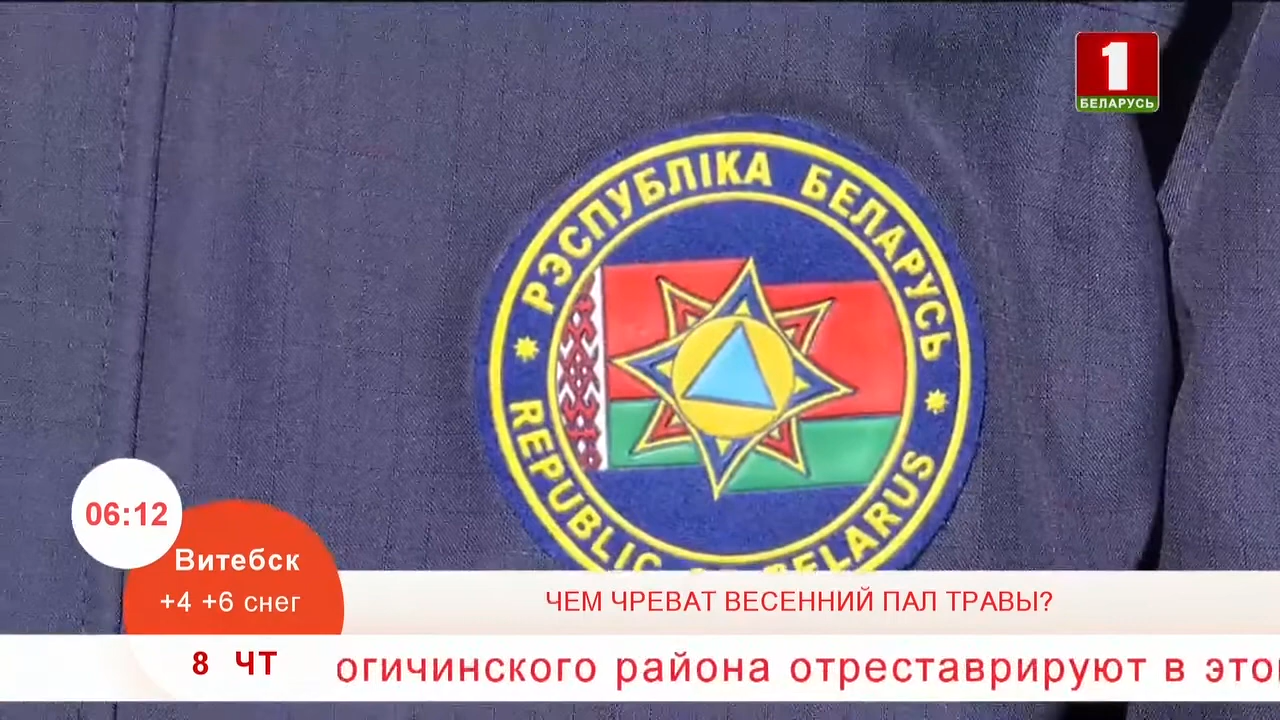 1
БЕЛАРУСЬ
РЭСПУБЛІКА БЕЛАРУСЬ
REPUBLIC BELARUS
06:12
Витебск
+4 +6 снег
ЧЕМ ЧРЕВАТ ВЕСЕННИЙ ПАЛ ТРАВЫ?
8 ЧТ
огичинского района отреставрируют в этом